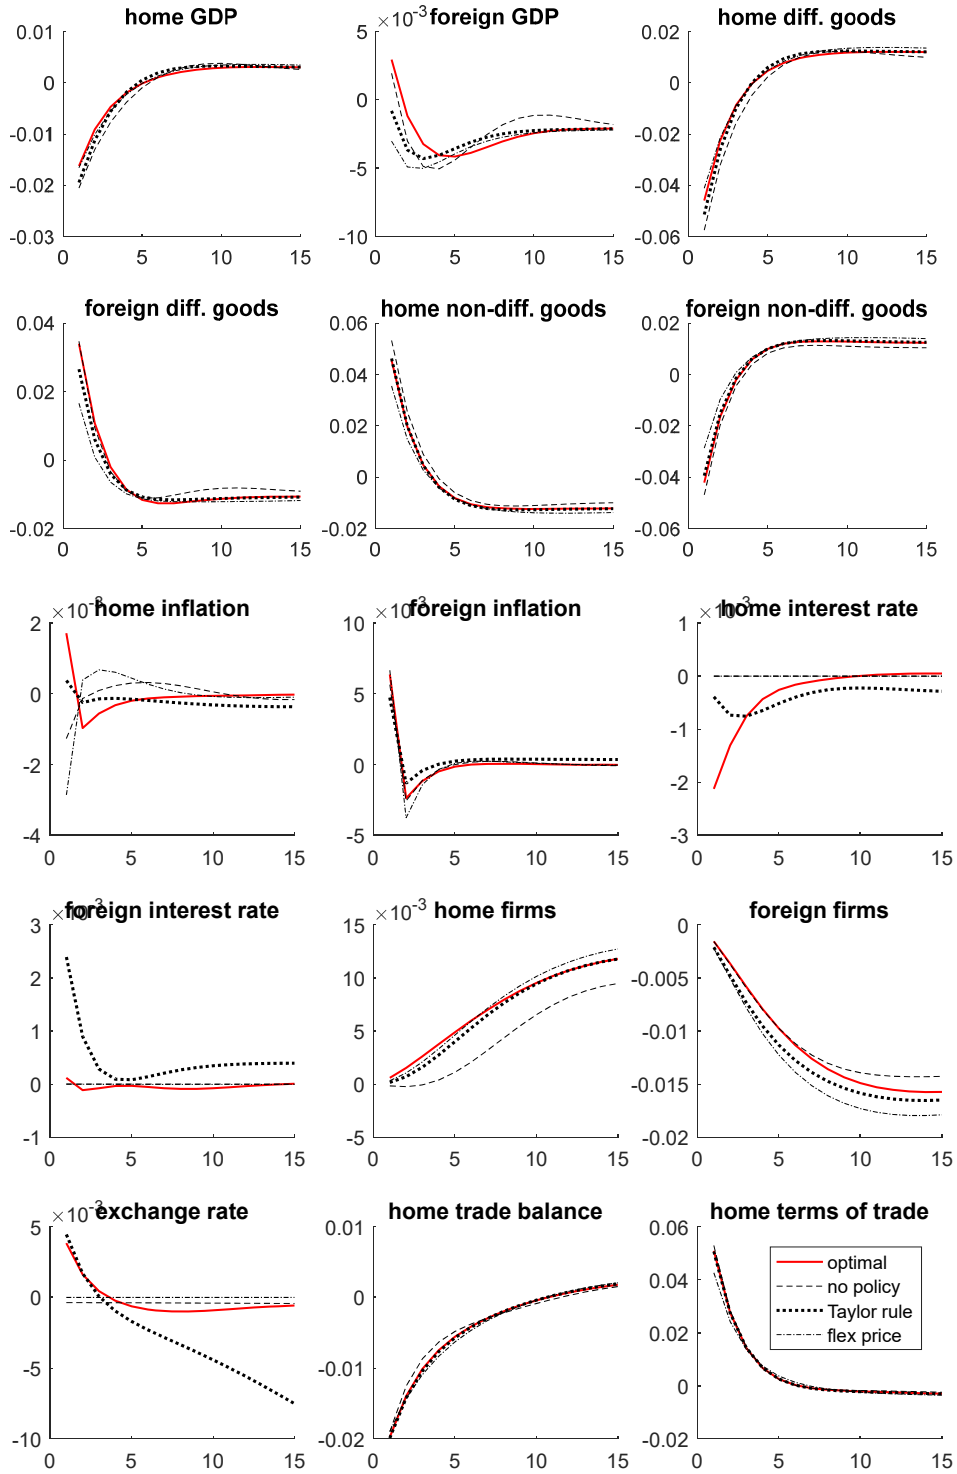 home GDP
0.01
0
-0.01
-0.02
-0.03
0 5 10 15
×10-3
foreign GDP
5
0
-5
-10
0 5 10 15
home diff. goods
0.02
0
-0.02
-0.04
-0.06
0 5 10 15
foreign diff. goods
0.04
0.02
0
-0.02
0 5 10 15
home non-diff. goods
0.06
0.04
0.02
0
-0.02
0 5 10 15
foreign non-diff. goods
0.02
0
-0.02
-0.04
-0.06
0 5 10 15
×10-3
home inflation
2
0
-2
-4
0 5 10 15
×10-3
foreign inflation
10
5
0
-5
0 5 10 15
×10-3
home interest rate
1
0
-1
-2
-3
0 5 10 15
×10-3
foreign interest rate
3
2
1
0
-1
0 5 10 15
×10-3
home firms
15
10
5
0
-5
0 5 10 15
foreign firms
0
-0.005
-0.01
-0.015
-0.02
0 5 10 15
×10-3
exchange rate
5
0
-5
-10
0 5 10 15
home trade balance
0.01
0
-0.01
-0.02
0 5 10 15
home terms of trade
0.06
0.04
0.02
0
-0.02
0 5 10 15
optimal
no policy
Taylor rule
flex price